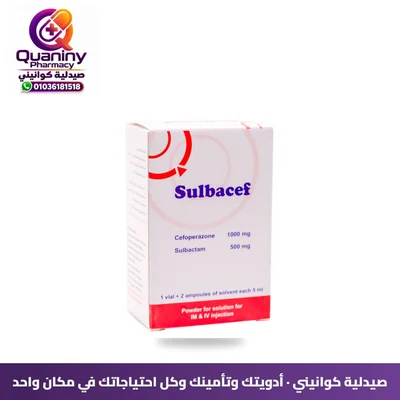 Quaniny
Pharmacy
صيدلية كوانيني
01036181518
Sulbacef
Cefoperazone 1000 mg
Sulbactam 500 mg
1 vial + 2 ampoules of solvent each 5 ml
Powder for solution for
IM & IV injection
صيدلية كوانيني - أدويتك وتأمينك وكل احتياجاتك في مكان واحد